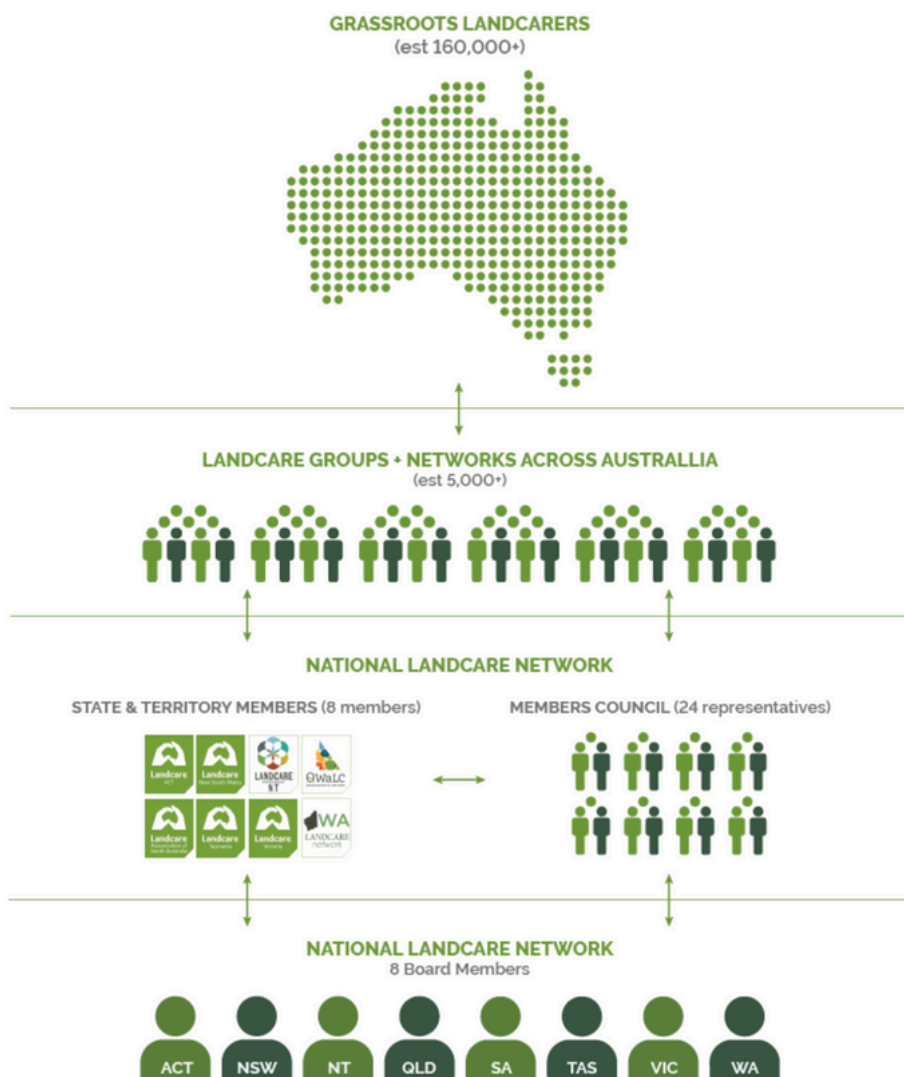 GRASSROOTS LANDCARERS
(est 160,000+)
LANDCARE GROUPS + NETWORKS ACROSS AUSTRALLIA
(est 5,000+)
NATIONAL LANDCARE NETWORK
STATE & TERRITORY MEMBERS (8 members)
MEMBERS COUNCIL (24 representatives)
Landcare
ACT
Landcare
New South Wales
LANDCARE
NT
QWaLC
Landcare
Association of
South Australia
Landcare
Tasmania
Landcare
Victoria
WA
LANDCARE
network
NATIONAL LANDCARE NETWORK
8 Board Members
ACT
NSW
NT
QLD
SA
TAS
VIC
WA